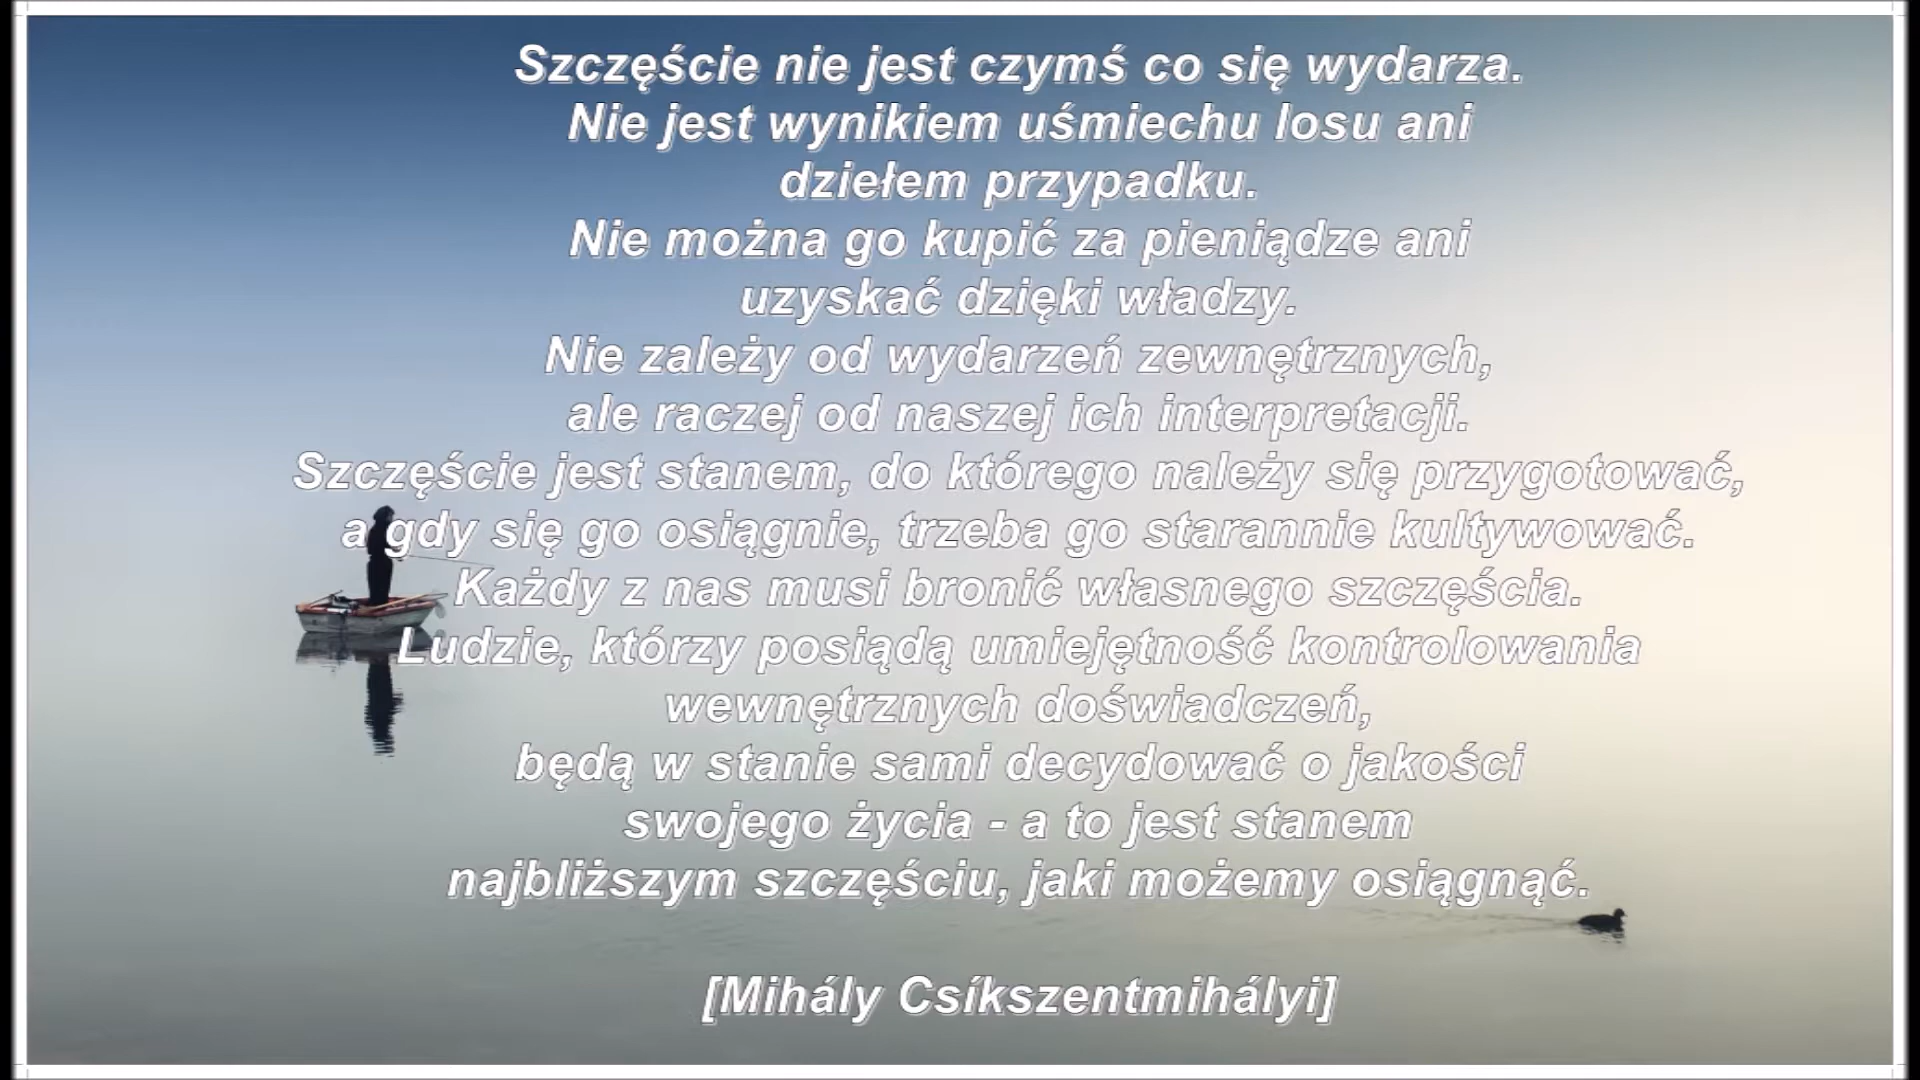 Szczęście nie jest czymś co się wydarza.
Nie jest wynikiem uśmiechu losu ani
dziełem przypadku.
Nie można go kupić za pieniądze ani
uzyskać dzięki władzy.
Nie zależy od wydarzeń zewnętrznych,
ale raczej od naszej ich interpretacji.
Szczęście jest stanem, do którego należy się przygotować,
a gdy się go osiągnie, trzeba go starannie kultywować.
Każdy z nas musi bronić własnego szczęścia.
Ludzie, którzy posiądą umiejętność kontrolowania
wewnętrznych doświadczeń,
będą w stanie sami decydować o jakości
swojego życia - a to jest stanem
najbliższym szczęściu, jaki możemy osiągnąć.
[Mihály Csíkszentmihályi]